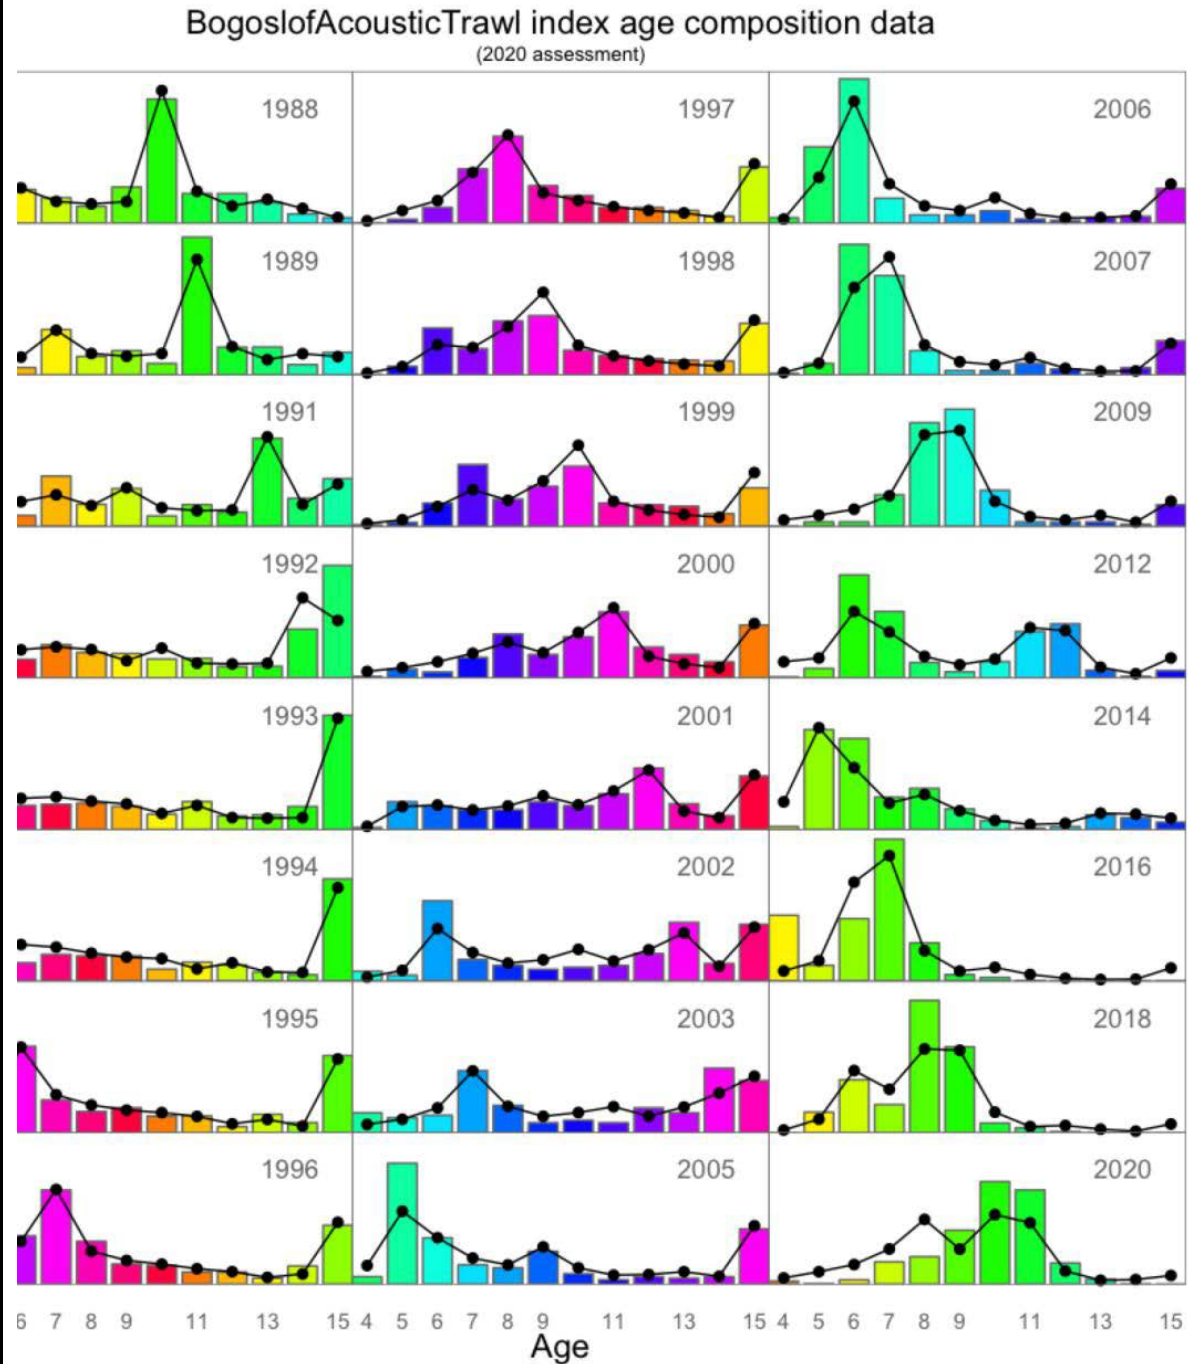 BogoslofAcousticTrawl index age composition data
(2020 assessment)
1988 1997 2006
1989 1998 2007
1991 1999 2009
1992 2000 2012
1993 2001 2014
1994 2002 2016
1995 2003 2018
1996 2005 2020
6 7 8 9 11 13 15 4 5 6 7 8 9 11 13 15 4 5 6 7 8 9 11 13 15
Age